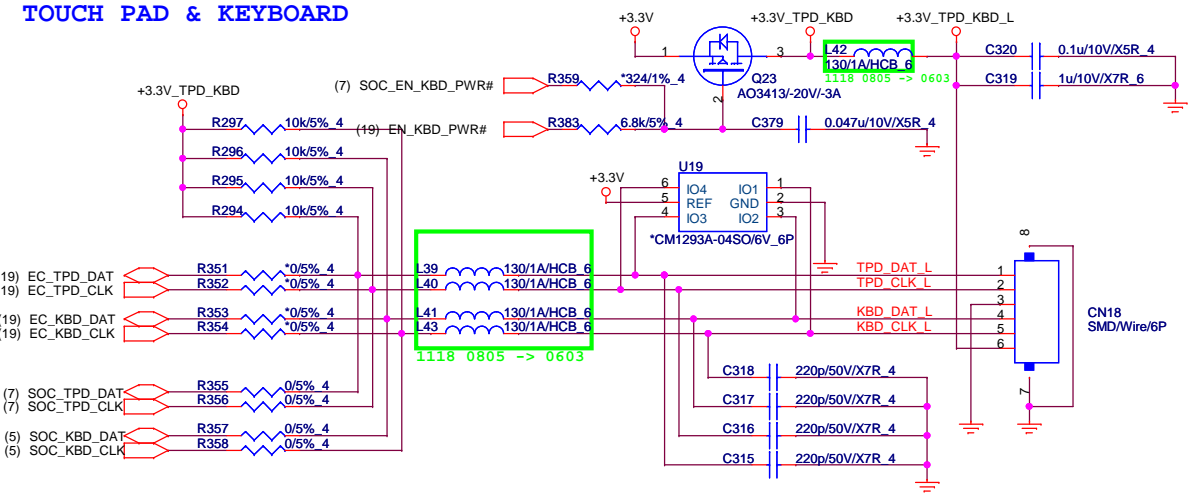 TOUCH PAD & KEYBOARD
+3.3V
+3.3V_TPD_KBD
+3.3V_TPD_KBD_L
1
3
L42
130/1A/HCB_6
1118 0805 -> 0603
C320
0.1u/10V/X5R_4
C319
1u/10V/X7R_6
Q23
AO3413/-20V/-3A
2
(7) SOC_EN_KBD_PWR#
R359
*324/1%_4
(19) EN_KBD_PWR#
R383
6.8k/5%_4
C379
0.047u/10V/X5R_4
+3.3V_TPD_KBD
R297
10k/5%_4
R296
10k/5%_4
R295
10k/5%_4
R294
10k/5%_4
+3.3V
U19
6
IO4
IO1
1
5
REF
GND
2
4
IO3
IO2
3
*CM1293A-04SO/6V_6P
19) EC_TPD_DAT
R351
*0/5%_4
L39
130/1A/HCB_6
TPD_DAT_L
1
19) EC_TPD_CLK
R352
*0/5%_4
L40
130/1A/HCB_6
TPD_CLK_L
2
3
(19) EC_KBD_DAT
R353
*0/5%_4
L41
130/1A/HCB_6
KBD_DAT_L
4
(19) EC_KBD_CLK
R354
*0/5%_4
L43
130/1A/HCB_6
KBD_CLK_L
5
6
8
7
CN18
SMD/Wire/6P
1118 0805 -> 0603
(7) SOC_TPD_DAT
R355
0/5%_4
(7) SOC_TPD_CLK
R356
0/5%_4
(5) SOC_KBD_DAT
R357
0/5%_4
(5) SOC_KBD_CLK
R358
0/5%_4
C318
220p/50V/X7R_4
C317
220p/50V/X7R_4
C316
220p/50V/X7R_4
C315
220p/50V/X7R_4